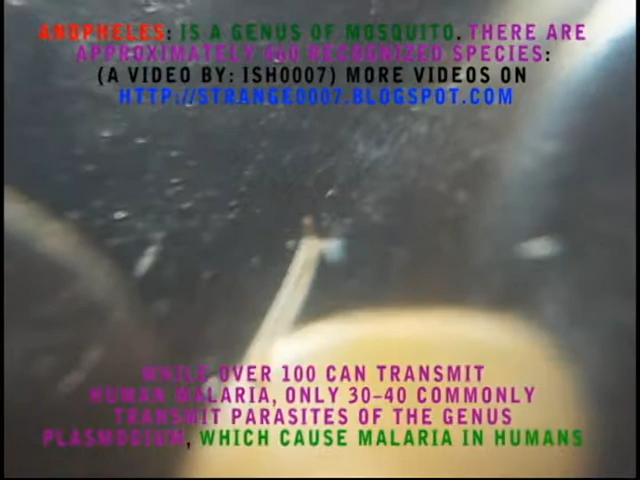 ANOPHELES: IS A GENUS OF MOSQUITO. THERE ARE
APPROXIMATELY 460 RECOGNIZED SPECIES:
(A VIDEO BY: ISH0007) MORE VIDEOS ON
HTTP://STRANGE0007.BLOGSPOT.COM
WHILE OVER 100 CAN TRANSMIT
HUMAN MALARIA, ONLY 30-40 COMMONLY
TRANSMIT PARASITES OF THE GENUS
PLASMODIUM, WHICH CAUSE MALARIA IN HUMANS